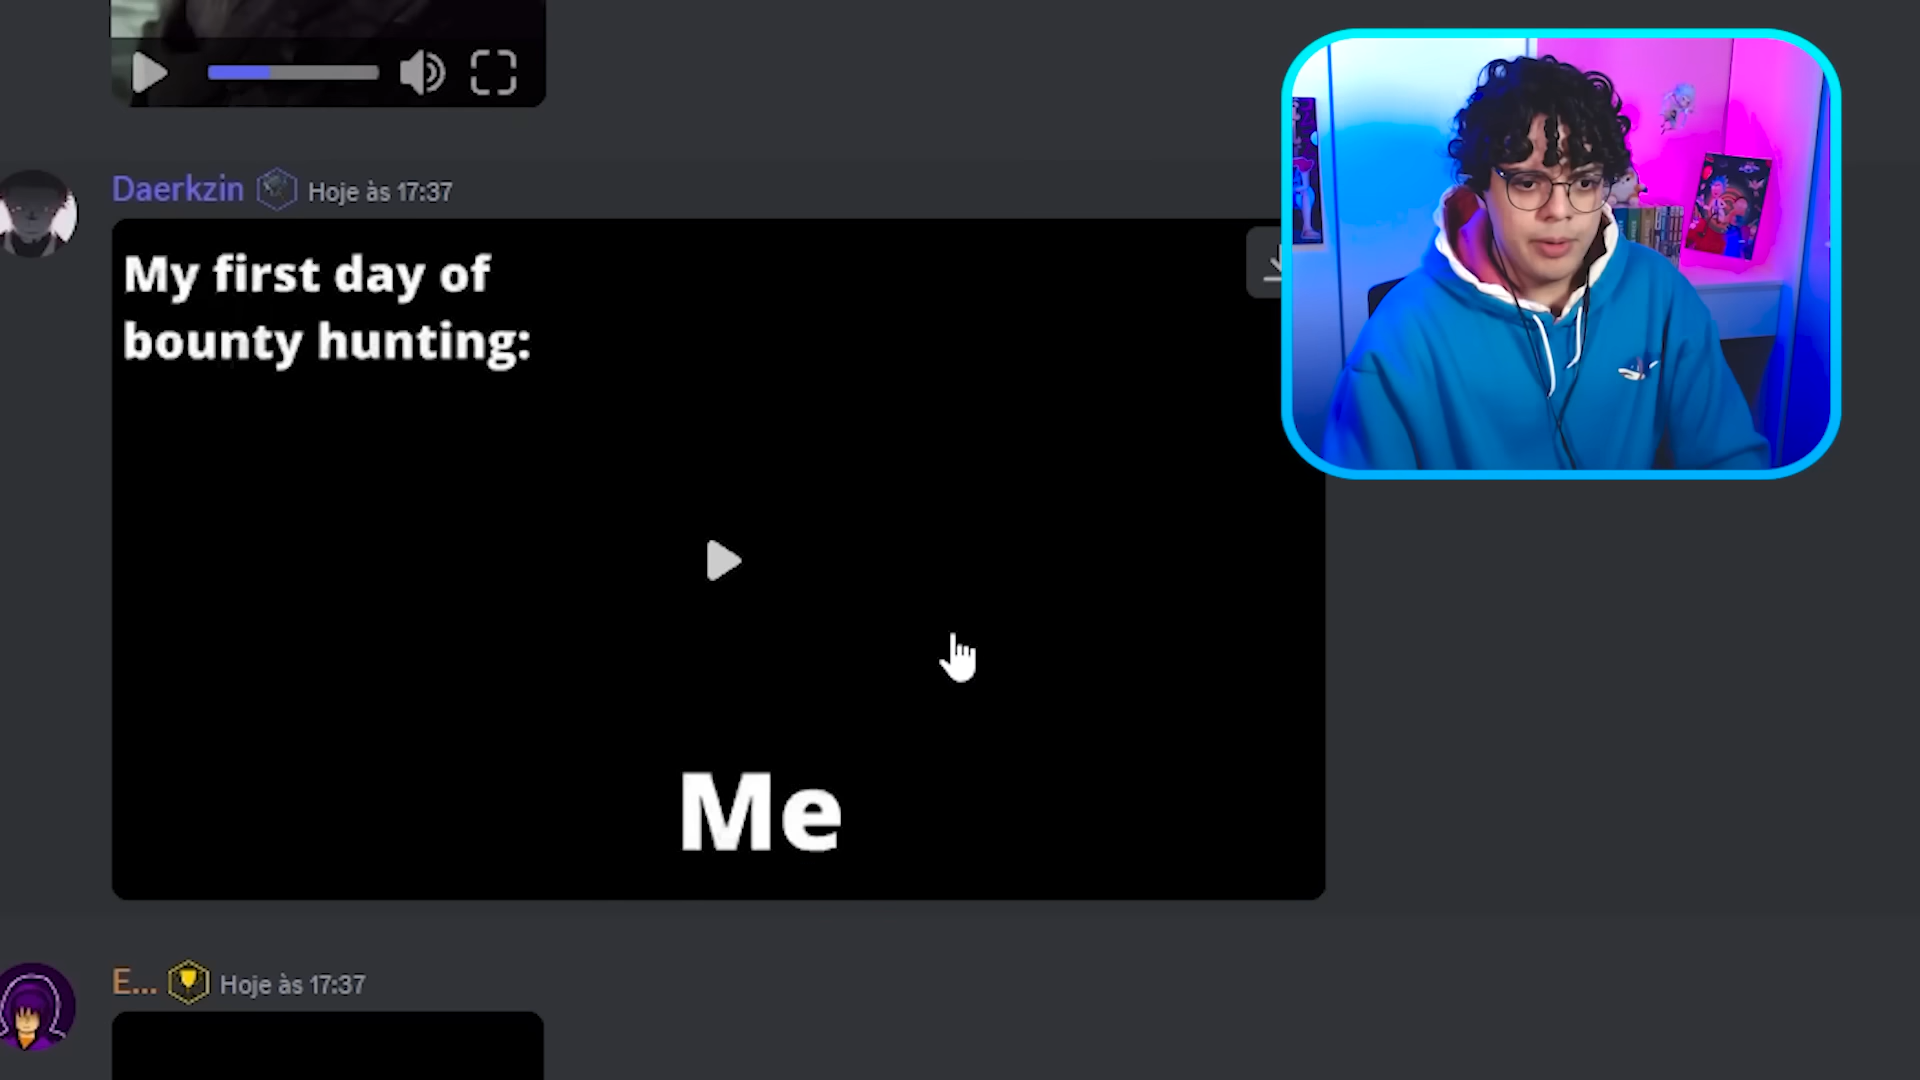 Daerkzin Hoje às 17:37
My first day of
bounty hunting:
Me
E... Hoje às 17:37